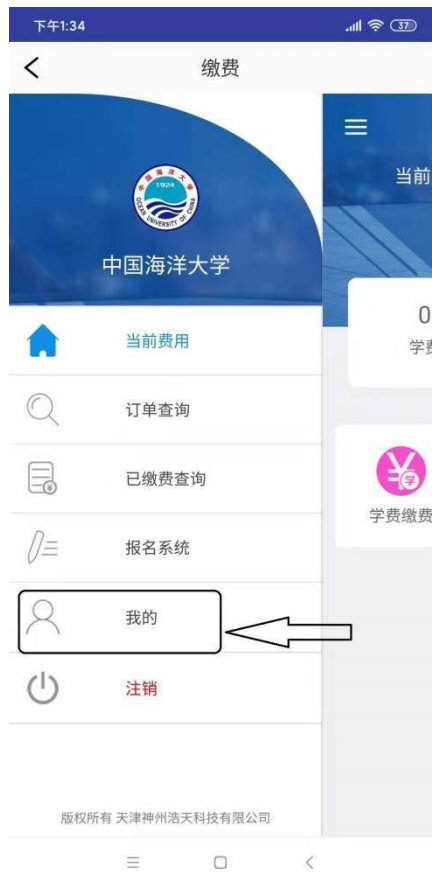 下午1:34
37
缴费
1924
OCEAN UNIVERSITY OF CHINA
中国海洋大学
当前
当前费用
0
学费
订单查询
已缴费查询
学费缴费
报名系统
我的
注销
版权所有 天津神州浩天科技有限公司